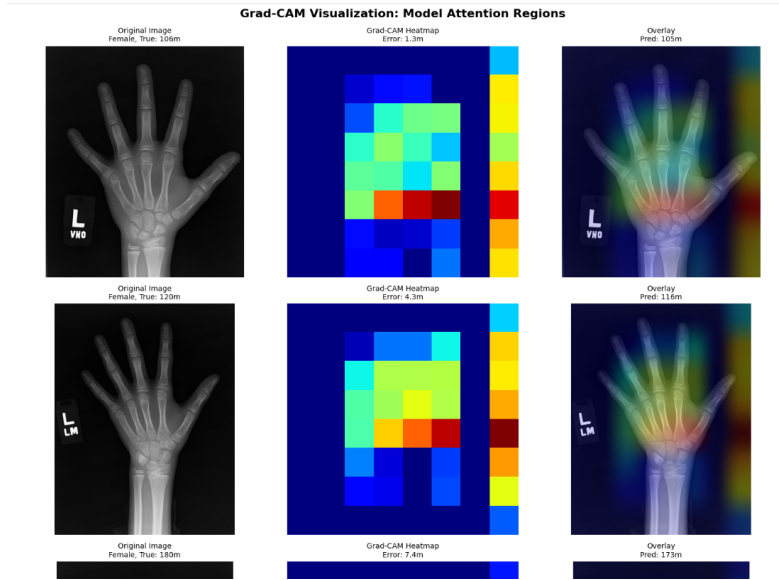 Grad-CAM Visualization: Model Attention Regions
Original Image
Female, True: 106m
Grad-CAM Heatmap
Error: 1.3m
Overlay
Pred: 105m
L
VNO
L
VNO
Original Image
Female, True: 120m
Grad-CAM Heatmap
Error: 4.3m
Overlay
Pred: 116m
L
LM
L
LM
Original Image
Female, True: 180m
Grad-CAM Heatmap
Error: 7.4m
Overlay
Pred: 173m